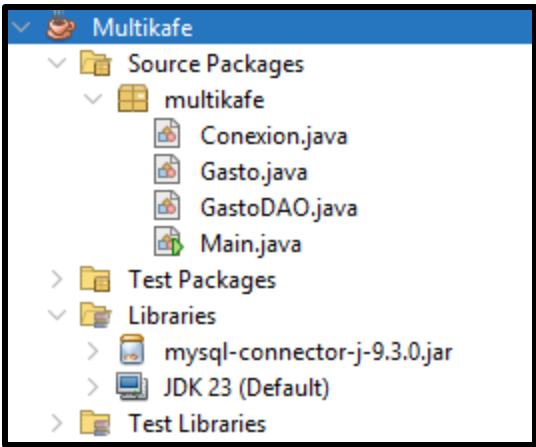 Multikafe
Source Packages
multikafe
Conexion.java
Gasto.java
GastoDAO.java
Main.java
Test Packages
Libraries
mysql-connector-j-9.3.0.jar
JDK 23 (Default)
Test Libraries